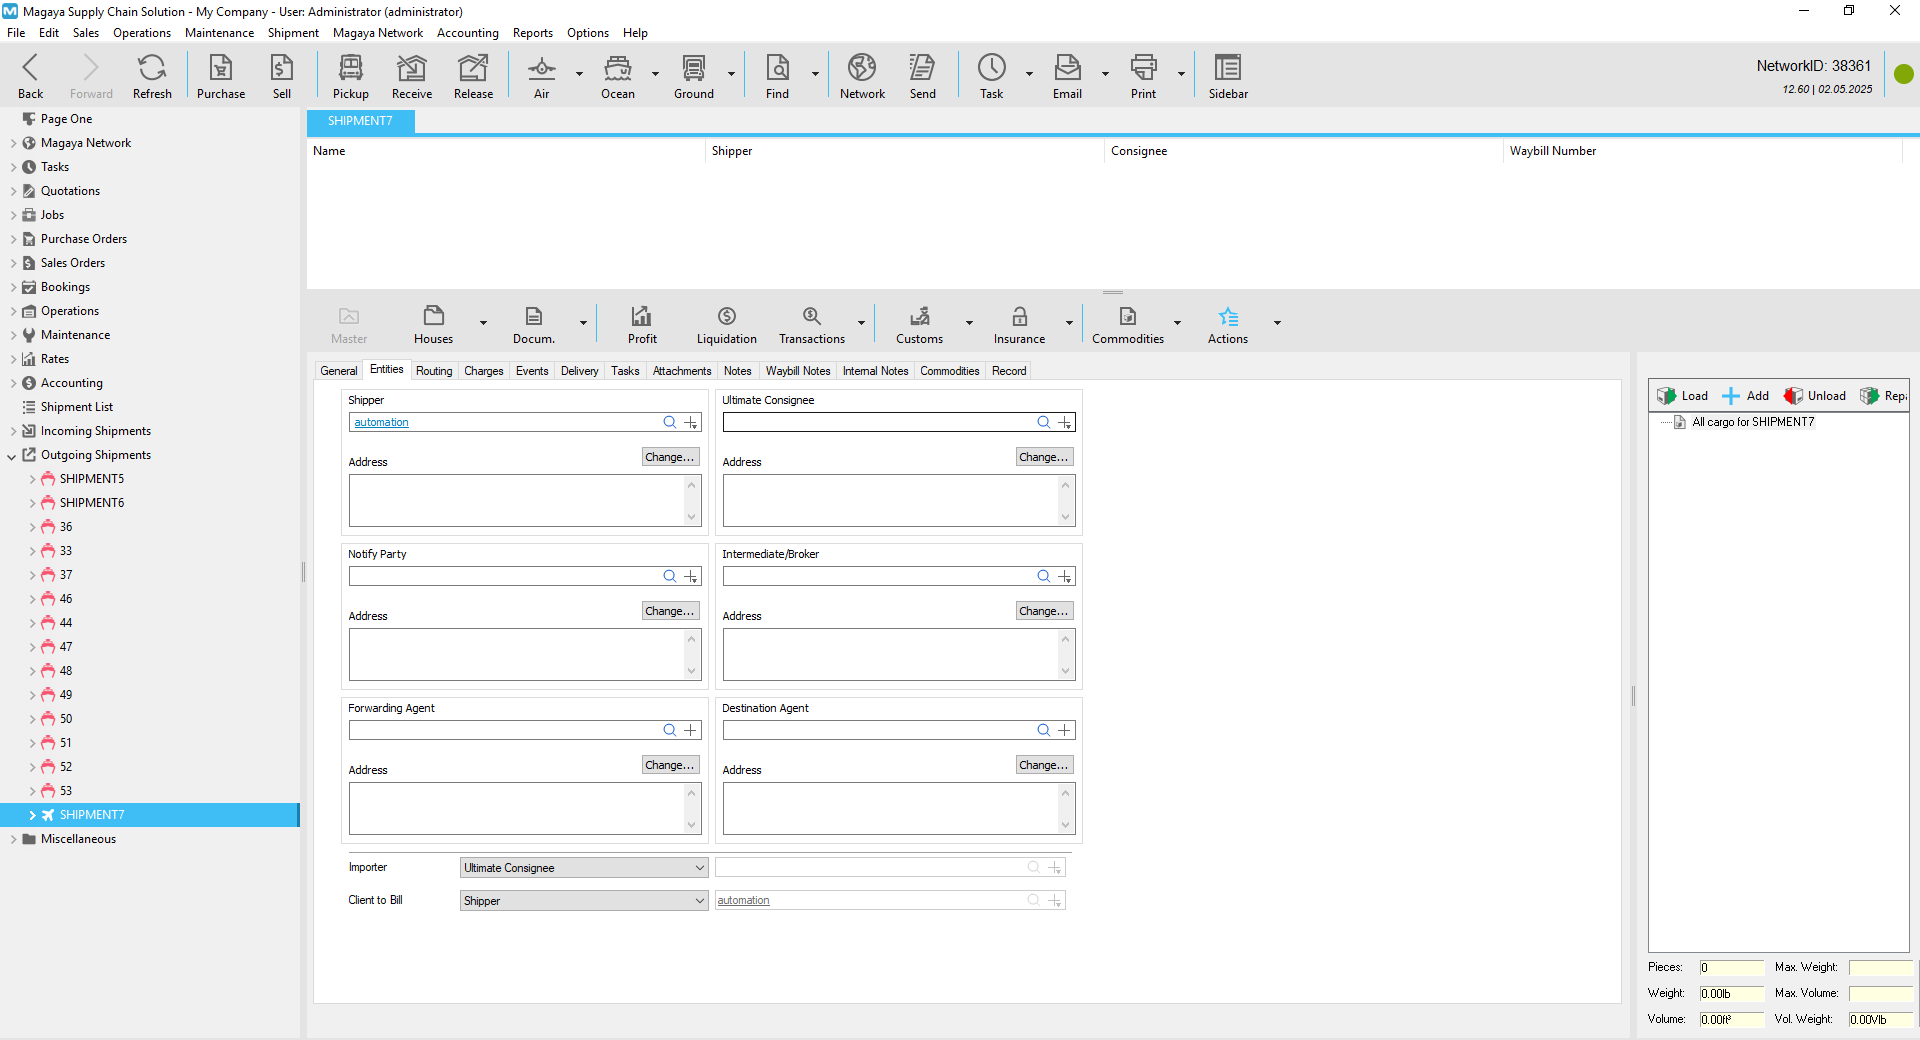 Magaya Supply Chain Solution - My Company - User: Administrator (administrator)
File Edit Sales Operations Maintenance Shipment Magaya Network Accounting Reports Options Help
Back Forward Refresh Purchase Sell Pickup Receive Release Air Ocean Ground Find Network Send Task Email Print Sidebar
NetworkID: 38361
12.60 | 02.05.2025
Page One
Magaya Network
Tasks
Quotations
Jobs
Purchase Orders
Sales Orders
Bookings
Operations
Maintenance
Rates
Accounting
Shipment List
Incoming Shipments
Outgoing Shipments
SHIPMENT5
SHIPMENT6
36
33
37
46
44
47
48
49
50
51
52
53
SHIPMENT7
Miscellaneous
SHIPMENT7
Name Shipper Consignee Waybill Number
Master Houses Docum. Profit Liquidation Transactions Customs Insurance Commodities Actions
General Entities Routing Charges Events Delivery Tasks Attachments Notes Waybill Notes Internal Notes Commodities Record
Shipper
automation
Address Change...
Ultimate Consignee
Address Change...
Notify Party
Address Change...
Intermediate/Broker
Address Change...
Forwarding Agent
Address Change...
Destination Agent
Address Change...
Importer Ultimate Consignee
Client to Bill Shipper automation
Load Add Unload Repa
All cargo for SHIPMENT7
Pieces: 0 Max. Weight:
Weight: 0.00lb Max. Volume:
Volume: 0.00ft³ Vol. Weight: 0.00Vlb